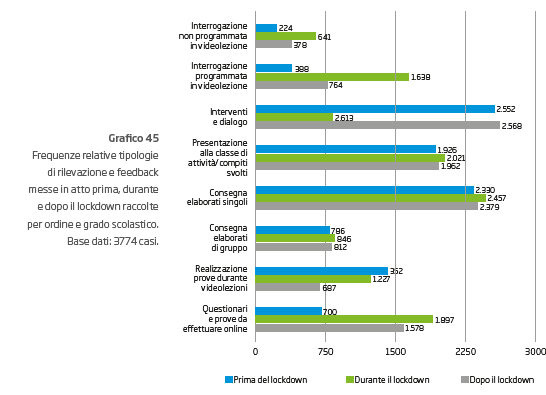 Grafico 45
Frequenze relative tipologie
di rilevazione e feedback
messe in atto prima, durante
e dopo il lockdown raccolte
per ordine e grado scolastico.
Base dati: 3774 casi.
Interrogazione
non programmata
in videolezione
224
641
378
Interrogazione
programmata
in videolezione
388
1.638
764
Interventi
e dialogo
2.552
2.613
2.568
Presentazione
alla classe di
attività/compiti
svolti
1.926
2.021
1.962
Consegna
elaborati singoli
2.330
2.457
2.379
Consegna
elaborati
di gruppo
786
846
812
Realizzazione
prove durante
videolezioni
352
1.227
687
Questionari
e prove da
effettuare online
700
1.897
1.578
0 750 1500 2250 3000
Prima del lockdown Durante il lockdown Dopo il lockdown